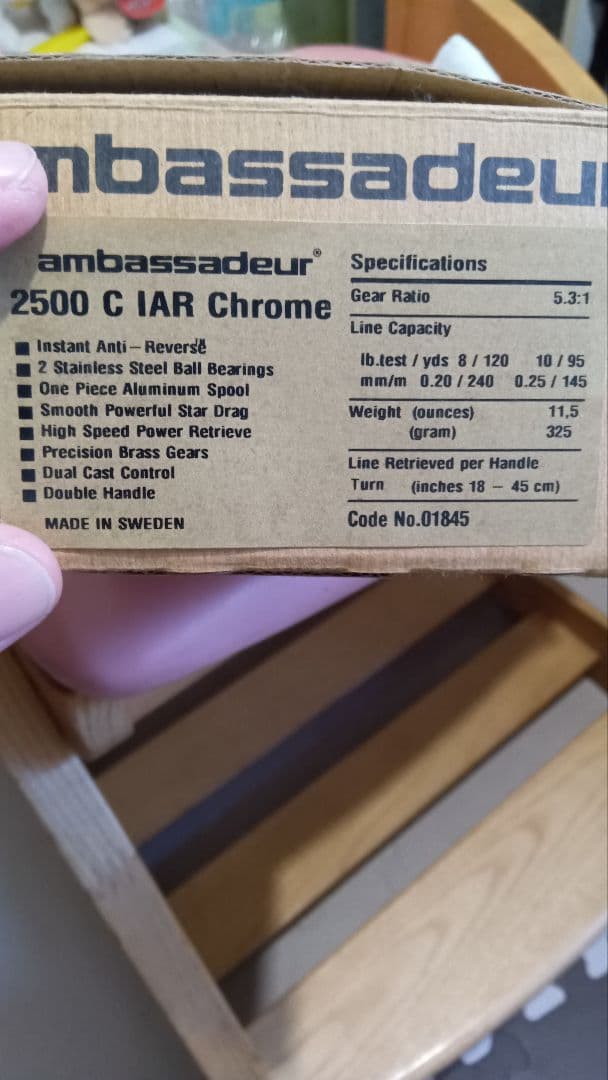 mbassadeu
ambassadeur®
2500 C IAR Chrome
■ Instant Anti – Reverse
■ 2 Stainless Steel Ball Bearings
■ One Piece Aluminum Spool
■ Smooth Powerful Star Drag
■ High Speed Power Retrieve
■ Precision Brass Gears
■ Dual Cast Control
■ Double Handle
MADE IN SWEDEN
Specifications
Gear Ratio 5.3:1
Line Capacity
lb.test / yds 8 / 120 10 / 95
mm/m 0.20 / 240 0.25 / 145
Weight (ounces) 11,5
(gram) 325
Line Retrieved per Handle
Turn (inches 18 – 45 cm)
Code No.01845